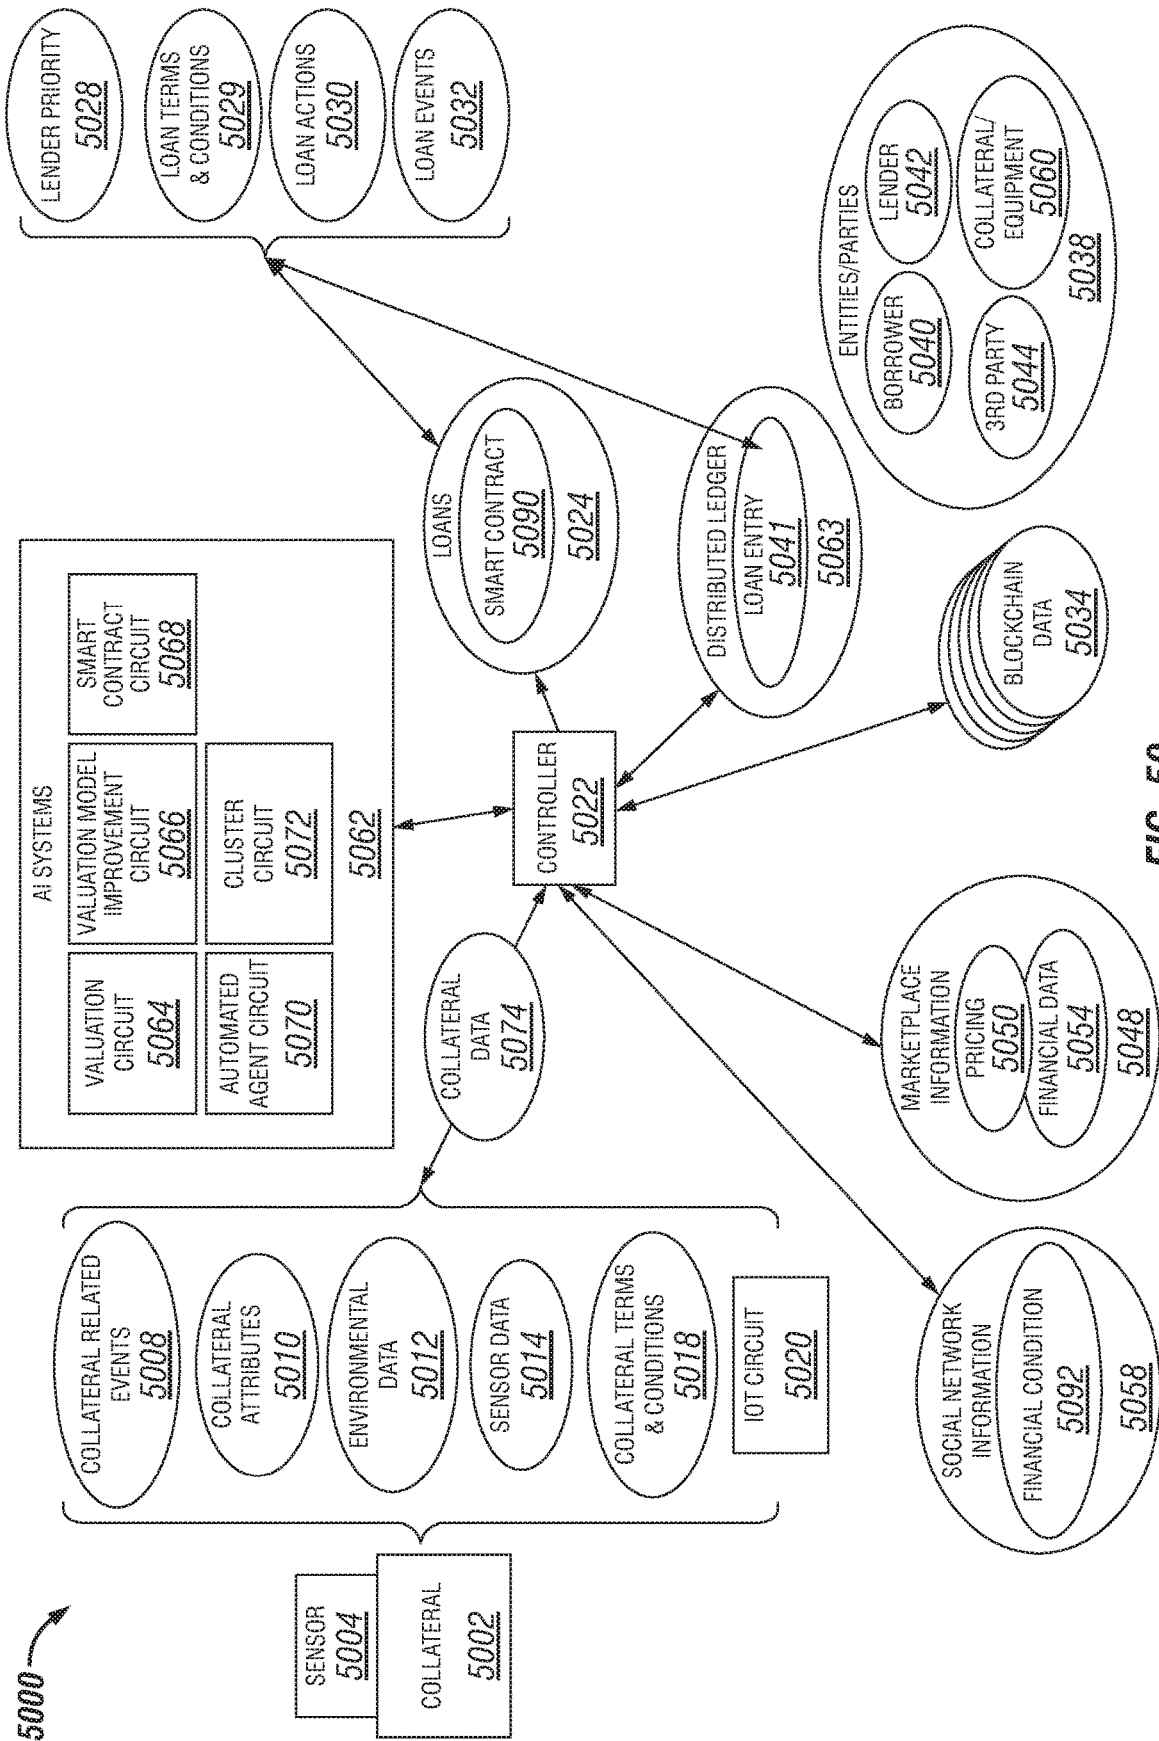 5000
SENSOR
5004
COLLATERAL
5002
COLLATERAL RELATED
EVENTS
5008
COLLATERAL
ATTRIBUTES
5010
ENVIRONMENTAL
DATA
5012
SENSOR DATA
5014
COLLATERAL TERMS
& CONDITIONS
5018
IOT CIRCUIT
5020
AI SYSTEMS
VALUATION
CIRCUIT
5064
VALUATION MODEL
IMPROVEMENT
CIRCUIT
5066
SMART
CONTRACT
CIRCUIT
5068
AUTOMATED
AGENT CIRCUIT
5070
CLUSTER
CIRCUIT
5072
5062
COLLATERAL
DATA
5074
CONTROLLER
5022
LOANS
SMART CONTRACT
5090
5024
DISTRIBUTED LEDGER
LOAN ENTRY
5041
5063
LENDER PRIORITY
5028
LOAN TERMS
& CONDITIONS
5029
LOAN ACTIONS
5030
LOAN EVENTS
5032
SOCIAL NETWORK
INFORMATION
FINANCIAL CONDITION
5092
5058
MARKETPLACE
INFORMATION
PRICING
5050
FINANCIAL DATA
5054
5048
BLOCKCHAIN
DATA
5034
ENTITIES/PARTIES
BORROWER
5040
LENDER
5042
3RD PARTY
5044
COLLATERAL/
EQUIPMENT
5060
5038